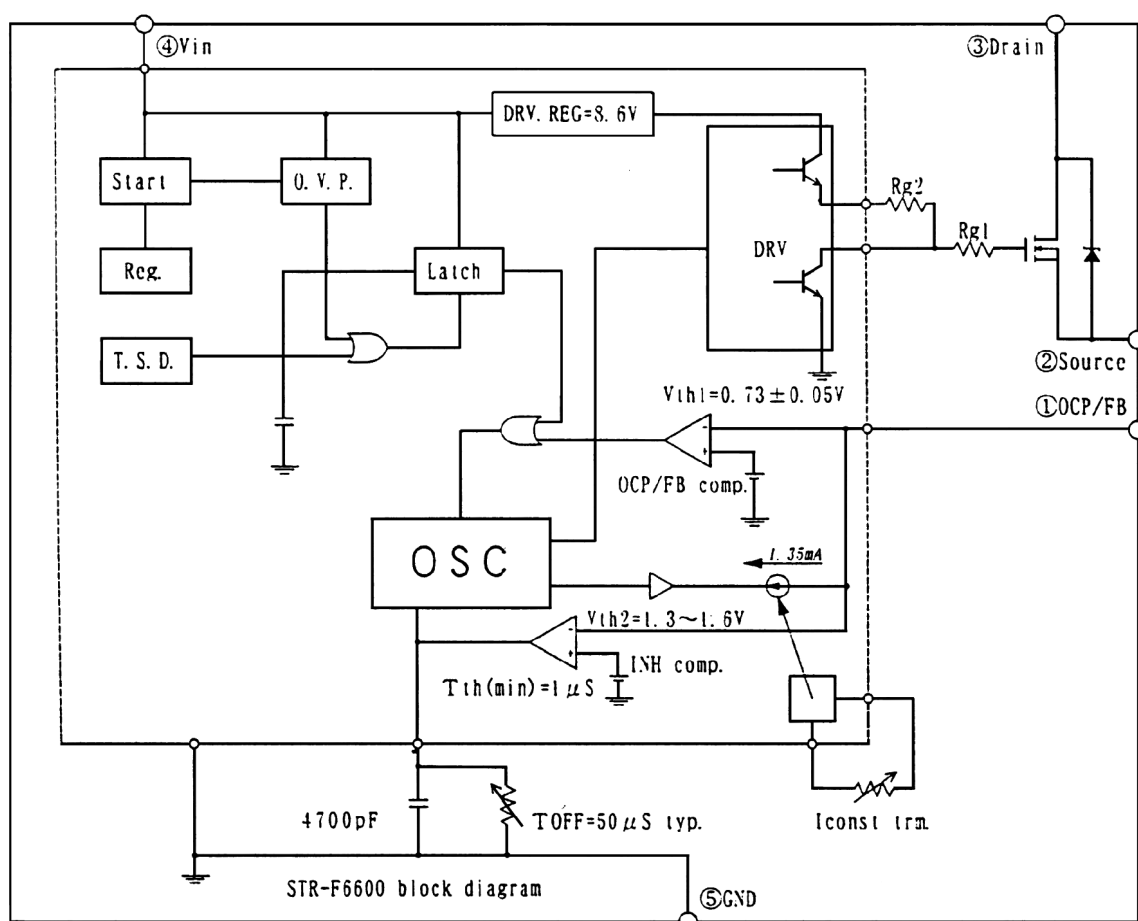 ④Vin
③Drain
DRV. REG=8. 6V
Start
O. V. P.
Rg2
Rg1
DRV
Reg.
Latch
T. S. D.
②Source
Vth1=0. 73±0. 05V
①OCP/FB
-
+
OCP/FB comp.
OSC
1. 35mA
Vth2=1. 3～1. 6V
-
+
INH comp.
Tth(min)=1μS
4700pF
TOFF=50μS typ.
Iconst trm.
STR-F6600 block diagram
⑤GND